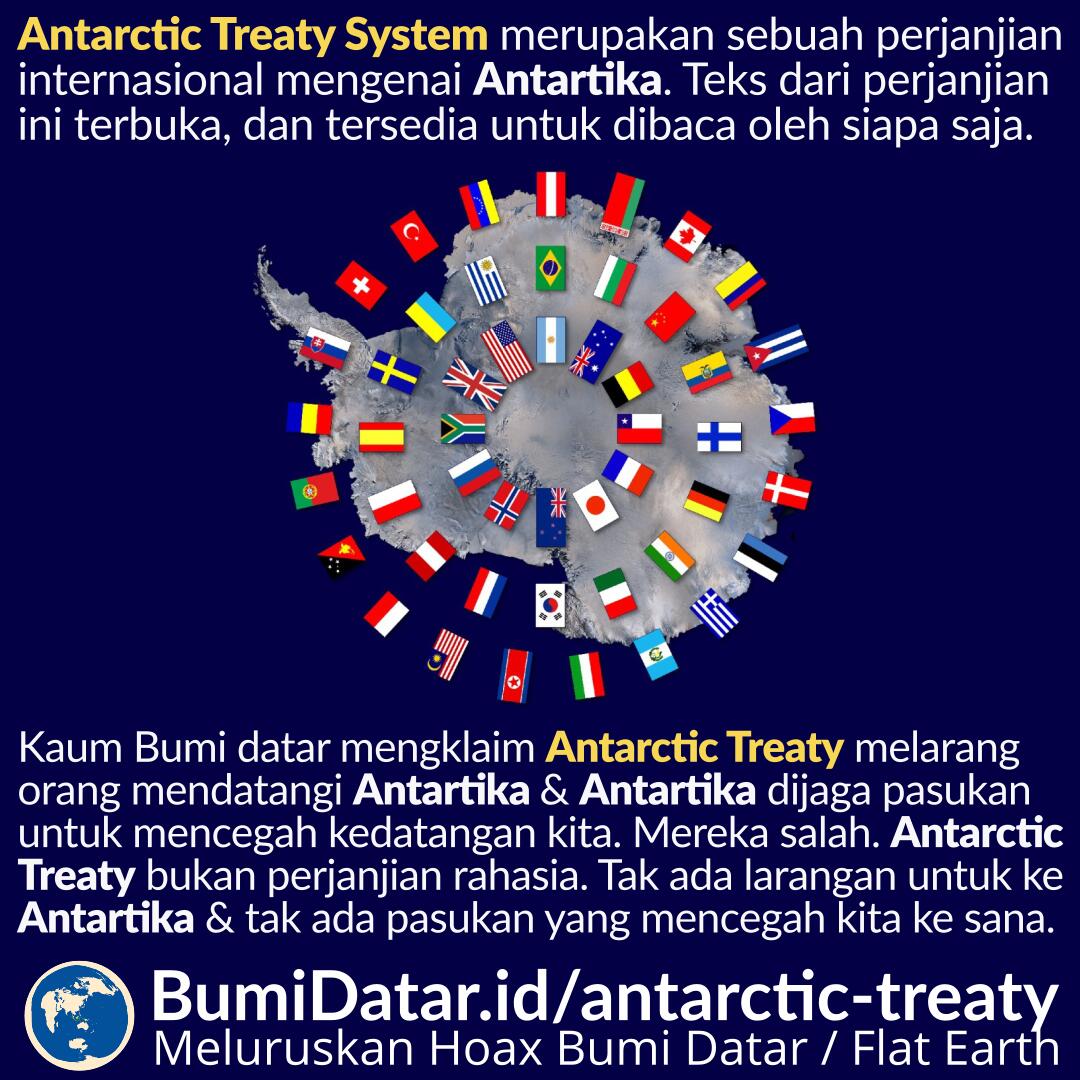 Antarctic Treaty System merupakan sebuah perjanjian
internasional mengenai Antartika. Teks dari perjanjian
ini terbuka, dan tersedia untuk dibaca oleh siapa saja.
Kaum Bumi datar mengklaim Antarctic Treaty melarang
orang mendatangi Antartika & Antartika dijaga pasukan
untuk mencegah kedatangan kita. Mereka salah. Antarctic
Treaty bukan perjanjian rahasia. Tak ada larangan untuk ke
Antartika & tak ada pasukan yang mencegah kita ke sana.
BumiDatar.id/antarctic-treaty
Meluruskan Hoax Bumi Datar / Flat Earth